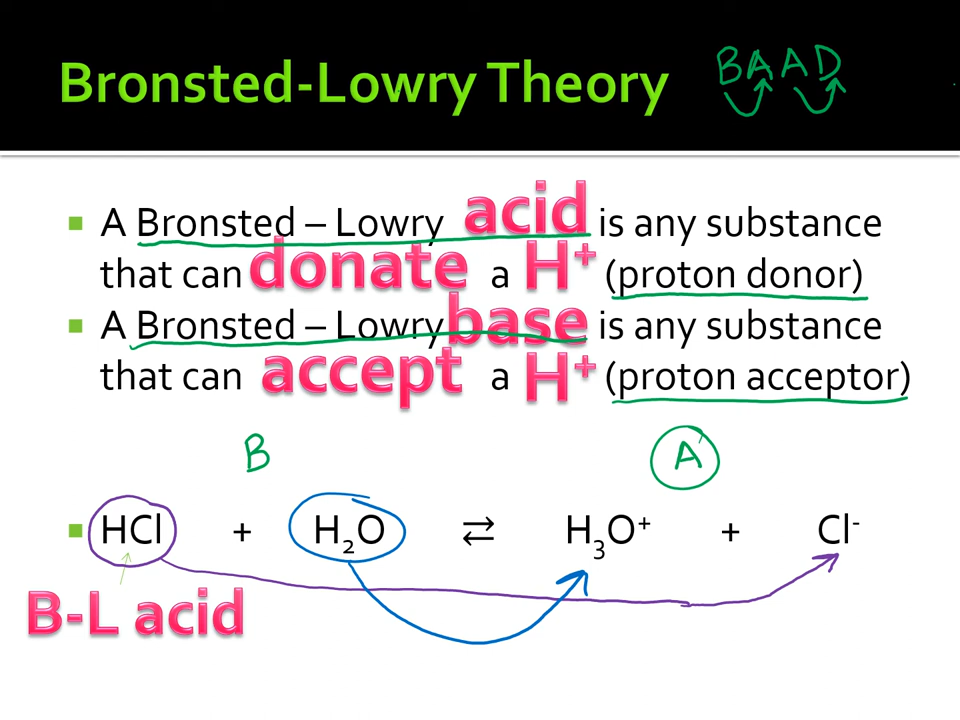 Bronsted-Lowry Theory BAAD
A Bronsted – Lowry acid is any substance
that can donate a H⁺ (proton donor)
A Bronsted – Lowry base is any substance
that can accept a H⁺ (proton acceptor)
B A
HCl + H₂O ⇄ H₃O⁺ + Cl⁻
B-L acid